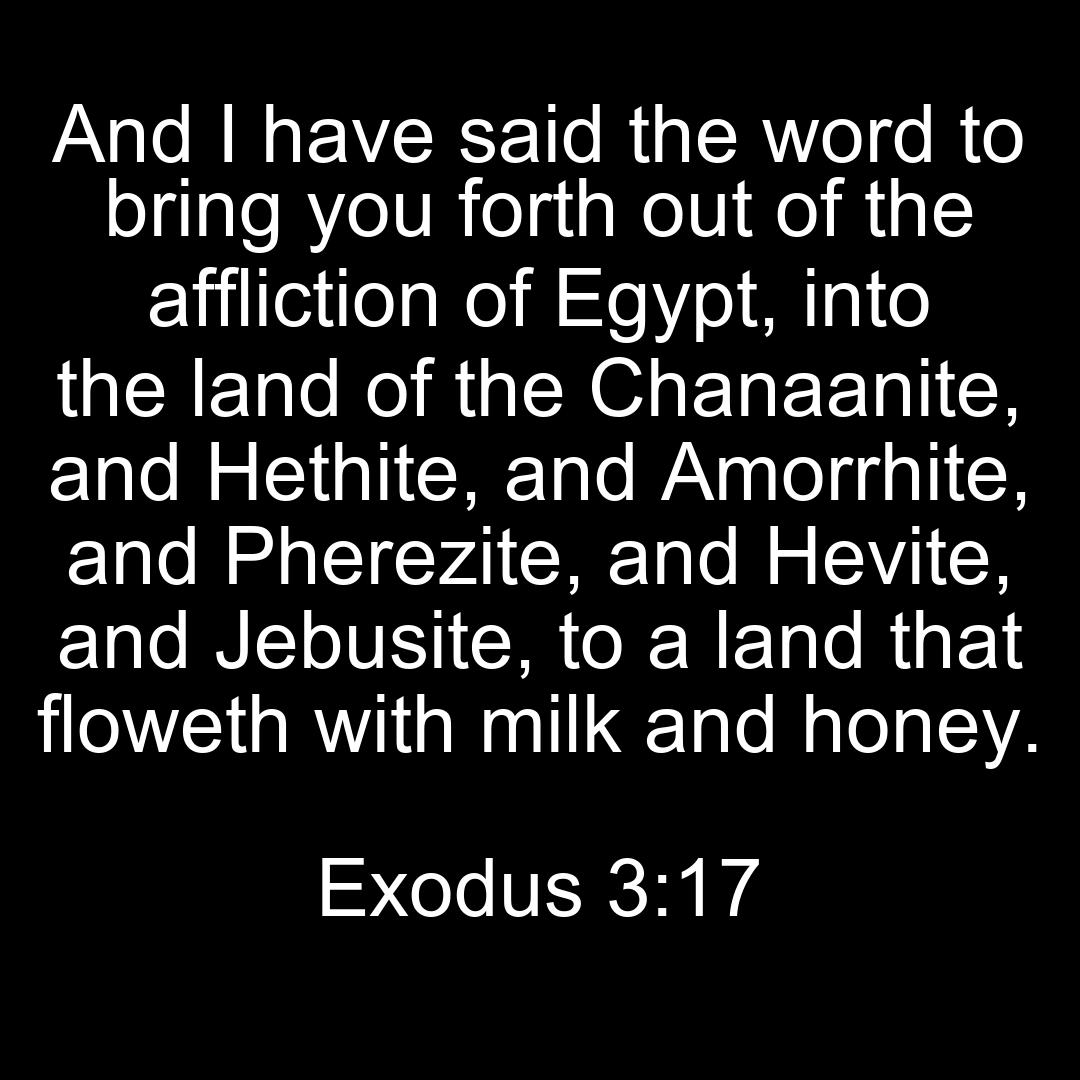 And I have said the word to
bring you forth out of the
affliction of Egypt, into
the land of the Chanaanite,
and Hethite, and Amorrhite,
and Pherezite, and Hevite,
and Jebusite, to a land that
floweth with milk and honey.
Exodus 3:17